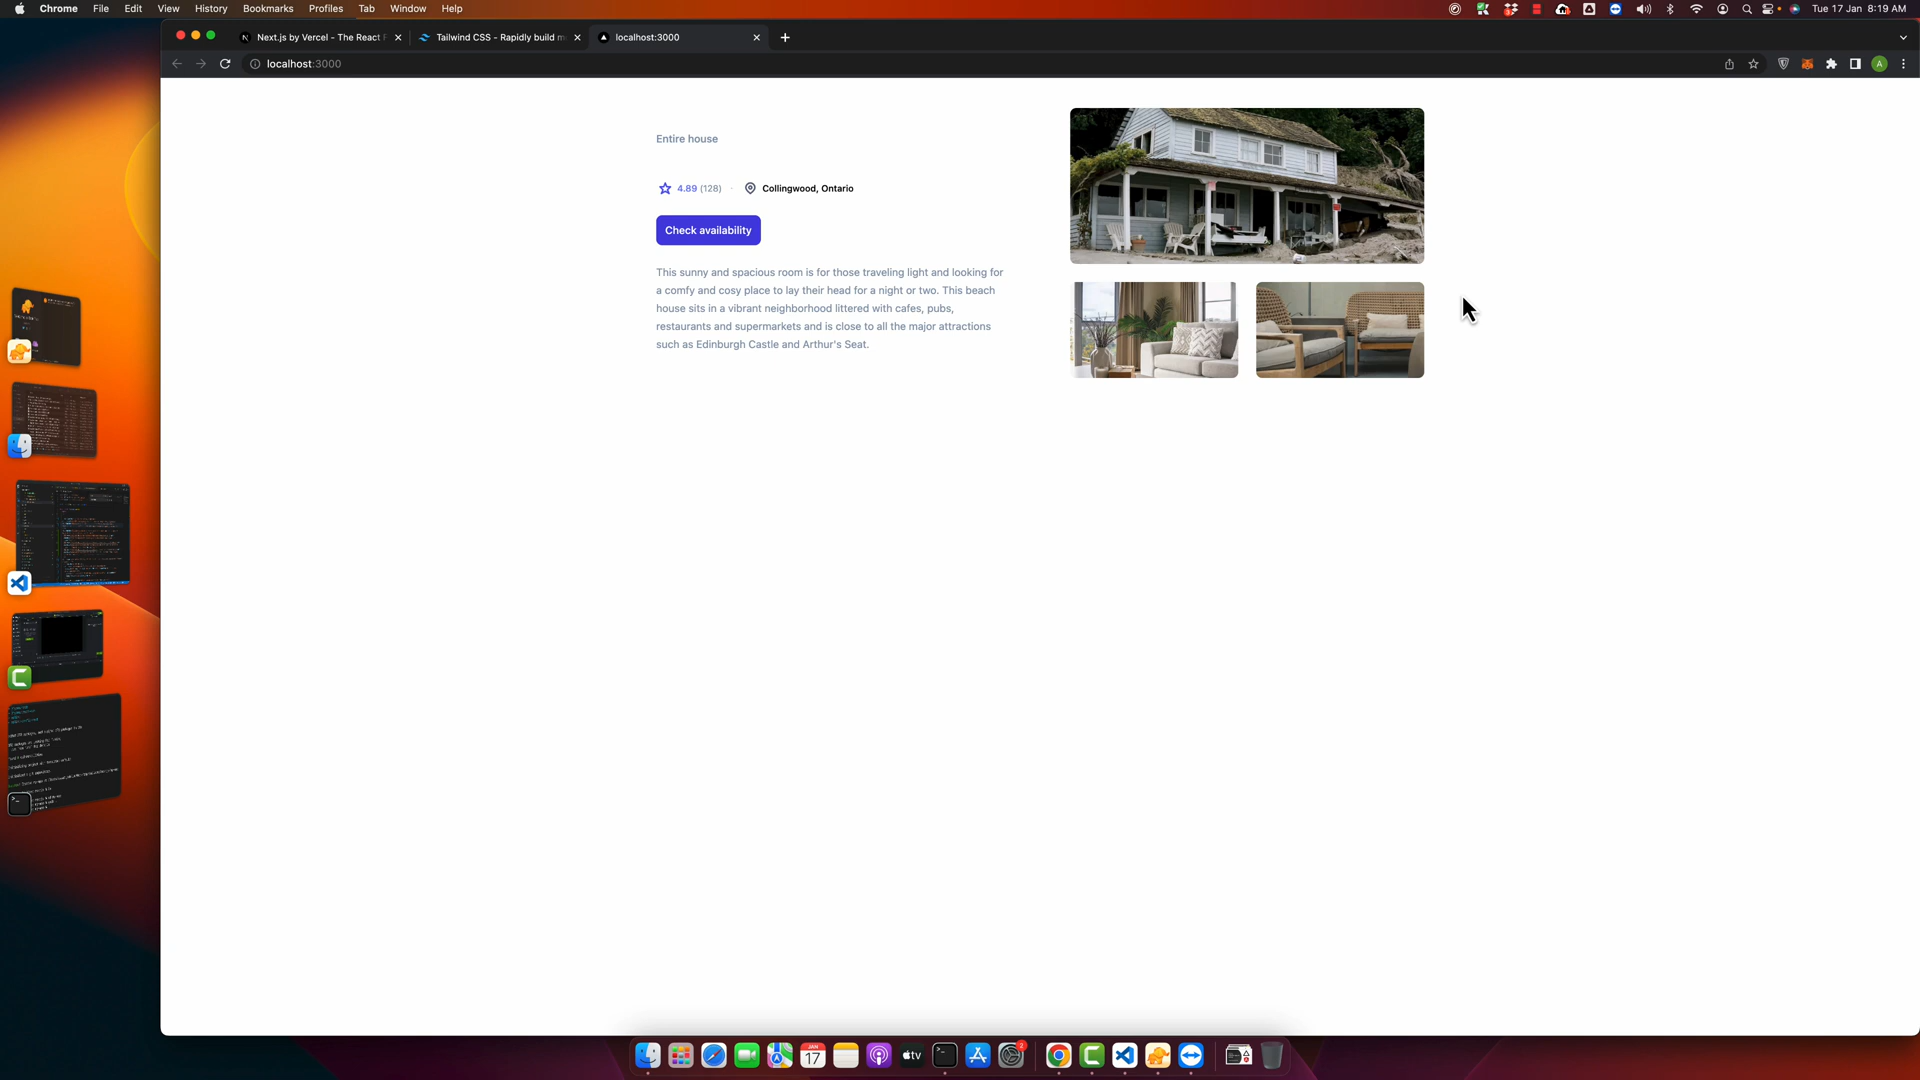 Chrome File Edit View History Bookmarks Profiles Tab Window Help
Tue 17 Jan 8:19 AM
Next.js by Vercel - The React F
Tailwind CSS - Rapidly build m
localhost:3000
localhost:3000
A
Entire house
4.89 (128) · Collingwood, Ontario
Check availability
This sunny and spacious room is for those traveling light and looking for
a comfy and cosy place to lay their head for a night or two. This beach
house sits in a vibrant neighborhood littered with cafes, pubs,
restaurants and supermarkets and is close to all the major attractions
such as Edinburgh Castle and Arthur's Seat.
JAN
17
tv
2